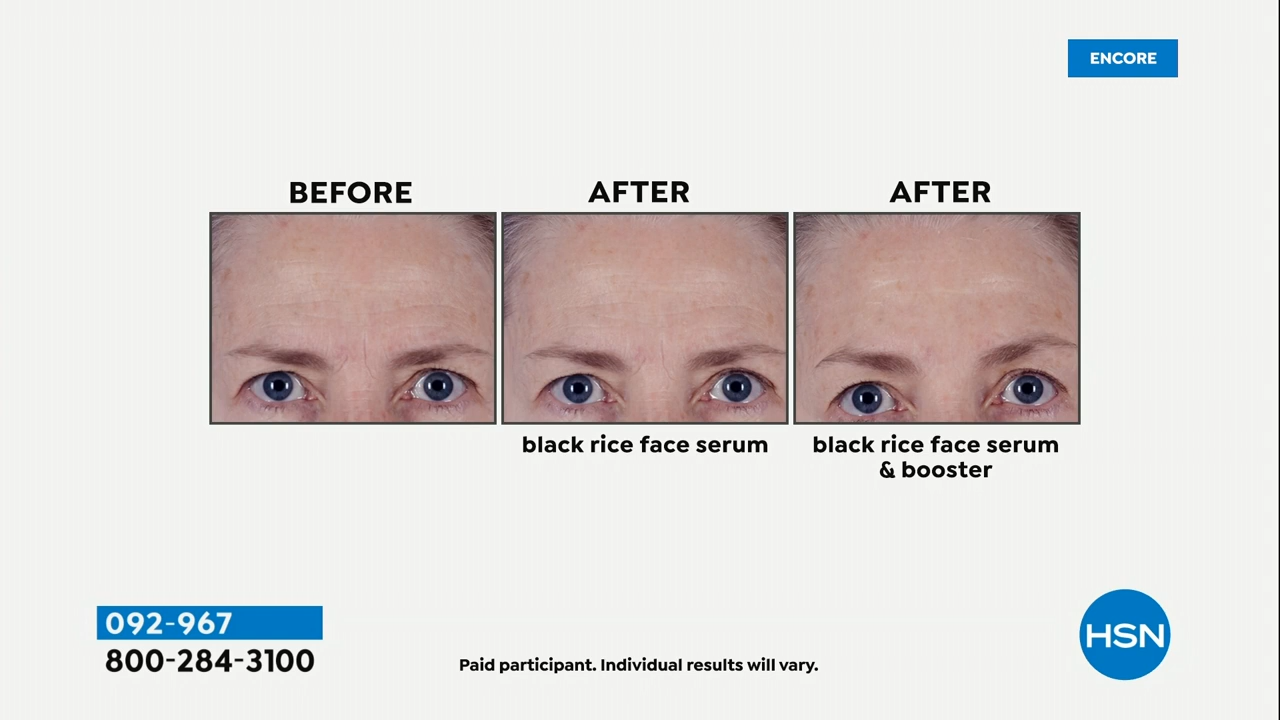 ENCORE
BEFORE
AFTER
AFTER
black rice face serum
black rice face serum
& booster
092-967
800-284-3100
Paid participant. Individual results will vary.
HSN